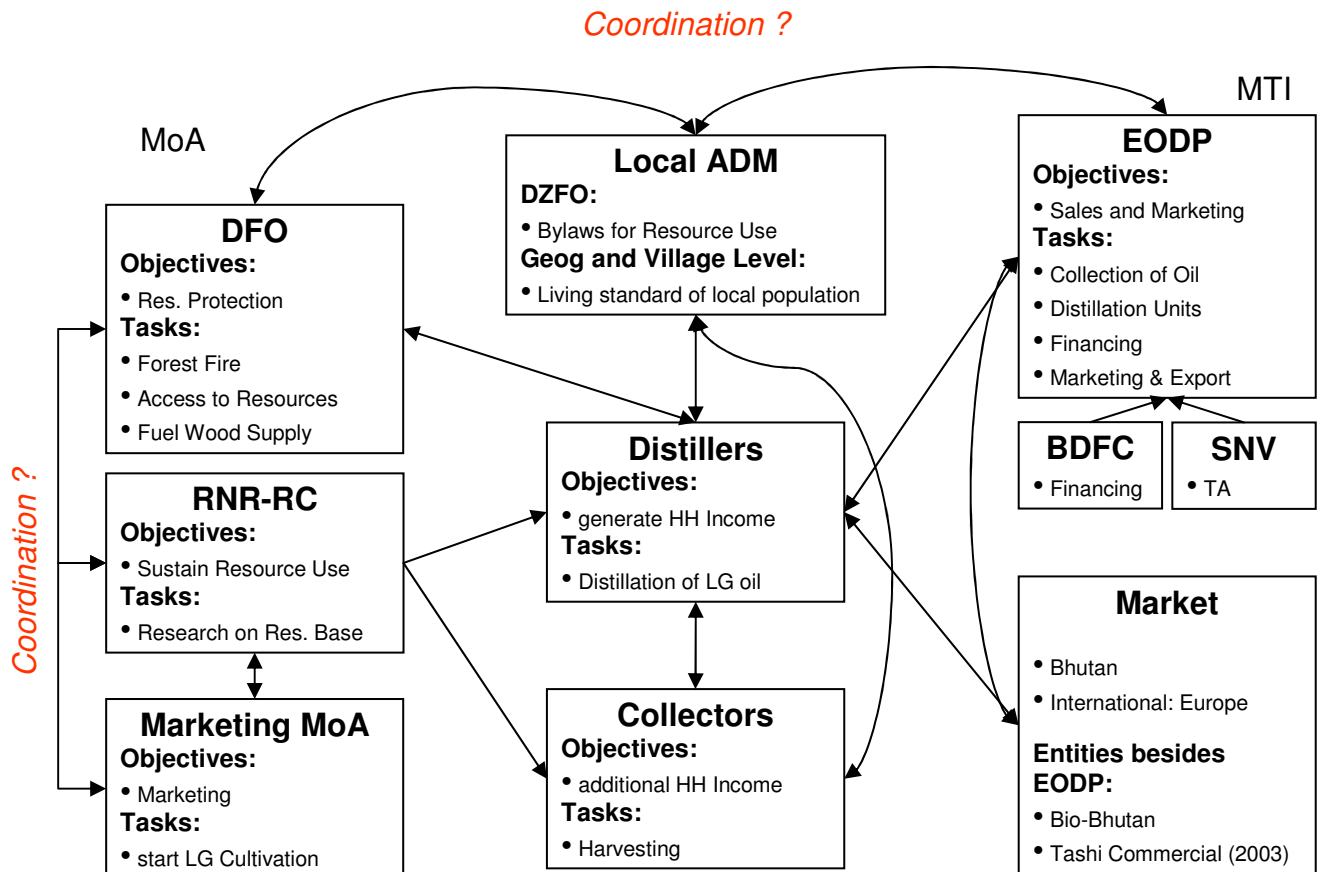 Coordination ?
MoA
MTI
DFO
Objectives:
• Res. Protection
Tasks:
• Forest Fire
• Access to Resources
• Fuel Wood Supply
Local ADM
DZFO:
• Bylaws for Resource Use
Geog and Village Level:
• Living standard of local population
EODP
Objectives:
• Sales and Marketing
Tasks:
• Collection of Oil
• Distillation Units
• Financing
• Marketing & Export
BDFC
• Financing
SNV
• TA
Coordination ?
RNR-RC
Objectives:
• Sustain Resource Use
Tasks:
• Research on Res. Base
Distillers
Objectives:
• generate HH Income
Tasks:
• Distillation of LG oil
Marketing MoA
Objectives:
• Marketing
Tasks:
• start LG Cultivation
Collectors
Objectives:
• additional HH Income
Tasks:
• Harvesting
Market
• Bhutan
• International: Europe
Entities besides
EODP:
• Bio-Bhutan
• Tashi Commercial (2003)